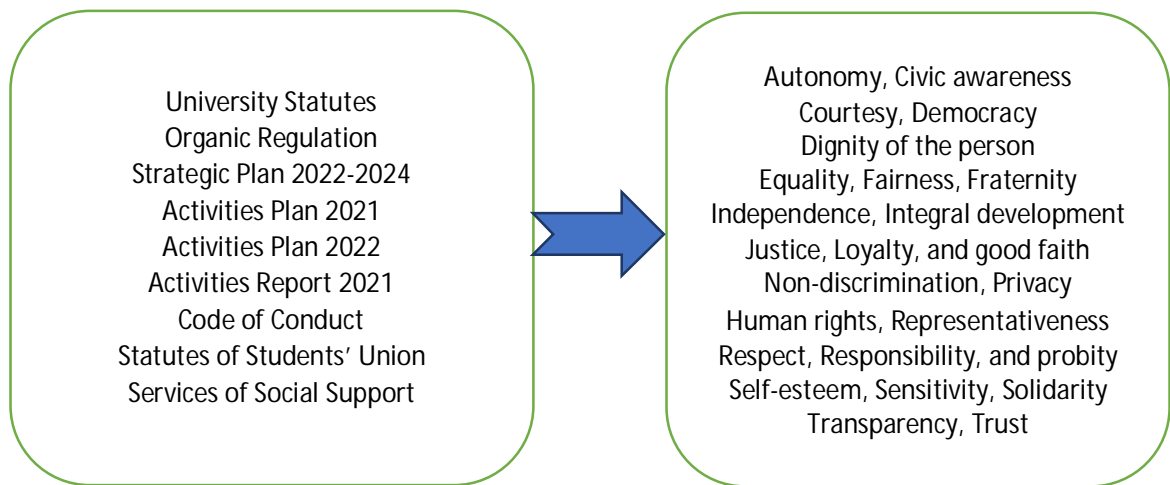 University Statutes
Organic Regulation
Strategic Plan 2022-2024
Activities Plan 2021
Activities Plan 2022
Activities Report 2021
Code of Conduct
Statutes of Students’ Union
Services of Social Support
Autonomy, Civic awareness
Courtesy, Democracy
Dignity of the person
Equality, Fairness, Fraternity
Independence, Integral development
Justice, Loyalty, and good faith
Non-discrimination, Privacy
Human rights, Representativeness
Respect, Responsibility, and probity
Self-esteem, Sensitivity, Solidarity
Transparency, Trust